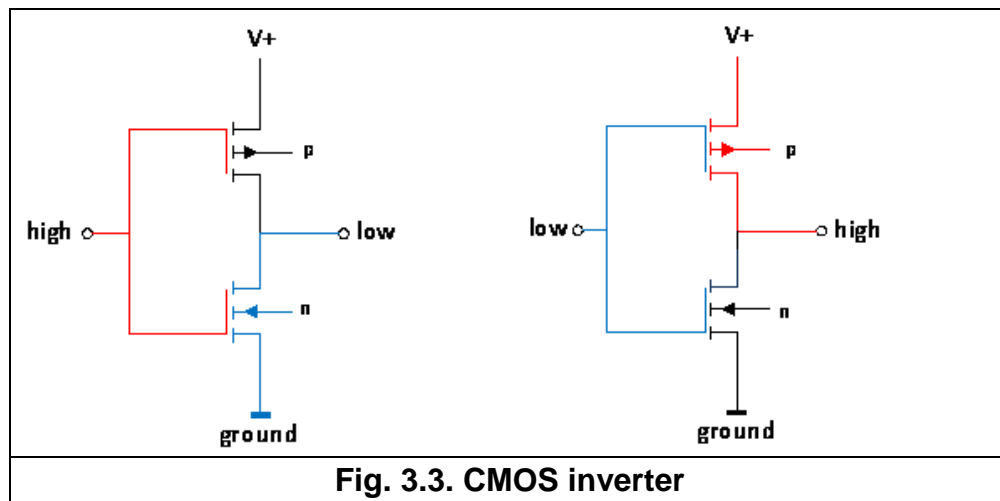 V+
p
high
low
n
ground
V+
p
low
high
n
ground
Fig. 3.3. CMOS inverter